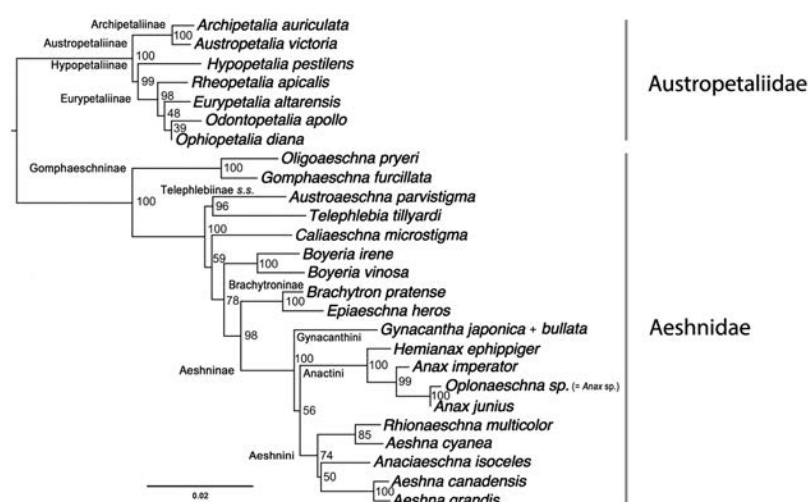 Archipetaliinae
Archipetalia auriculata
100
Austropetaliinae
Austropetalia victoria
100
Hypopetaliinae
Hypopetalia pestilens
99
Rheopetalia apicalis
98
Eurypetaliinae
Eurypetalia altarensis
48
Odontopetalia apollo
39
Ophiopetalia diana
Austropetaliidae
Oligoaeschna pryeri
Gomphaeschninae
100
Gomphaeschna furcillata
Telephlebiinae s.s.
Austroaeschna parvistigma
100
96
Telephlebia tillyardi
100
Caliaeschna microstigma
59
Boyeria irene
100
Boyeria vinosa
Brachytroninae
Brachytron pratense
78
100
Epiaeschna heros
98
Gynacantha japonica + bullata
Gynacanthini
Aeshnidae
Hemianax ephippiger
100
100
Aeshninae
Anactini
Anax imperator
99
Oplonaeschna sp. (= Anax sp.)
100
Anax junius
56
Rhionaeschna multicolor
85
Aeshna cyanea
Aeshnini
74
Anaciaeschna isoceles
50
Aeshna canadensis
100
Aeshna grandis
0.02